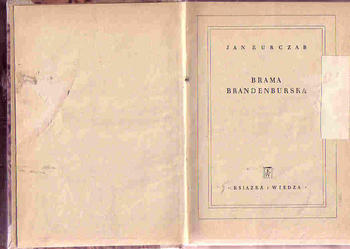 JAN KURCZAB
BRAMA
BRANDENBURSKA
KSIĄŻKA i WIEDZA